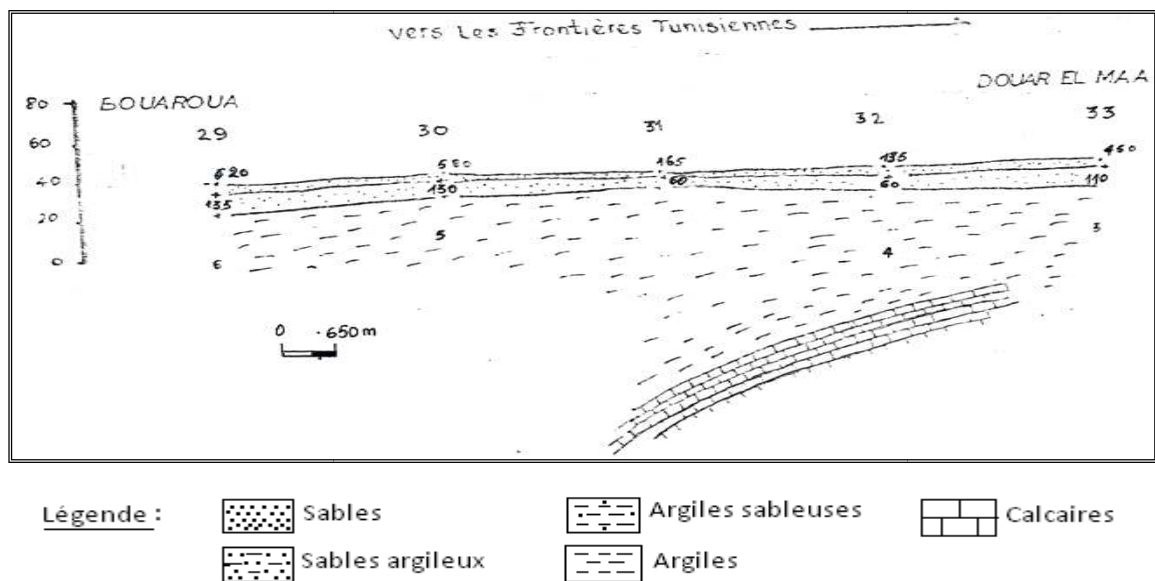 vers Les Frontières Tunisiennes
80 BOUAROUA DOUAR EL MAA
60 29 30 31 32 33
40 620 580 165 135 450
135 130 60 60 110
20
5 4 3
0 6
0 650 m
Légende : Sables Argiles sableuses Calcaires
Sables argileux Argiles